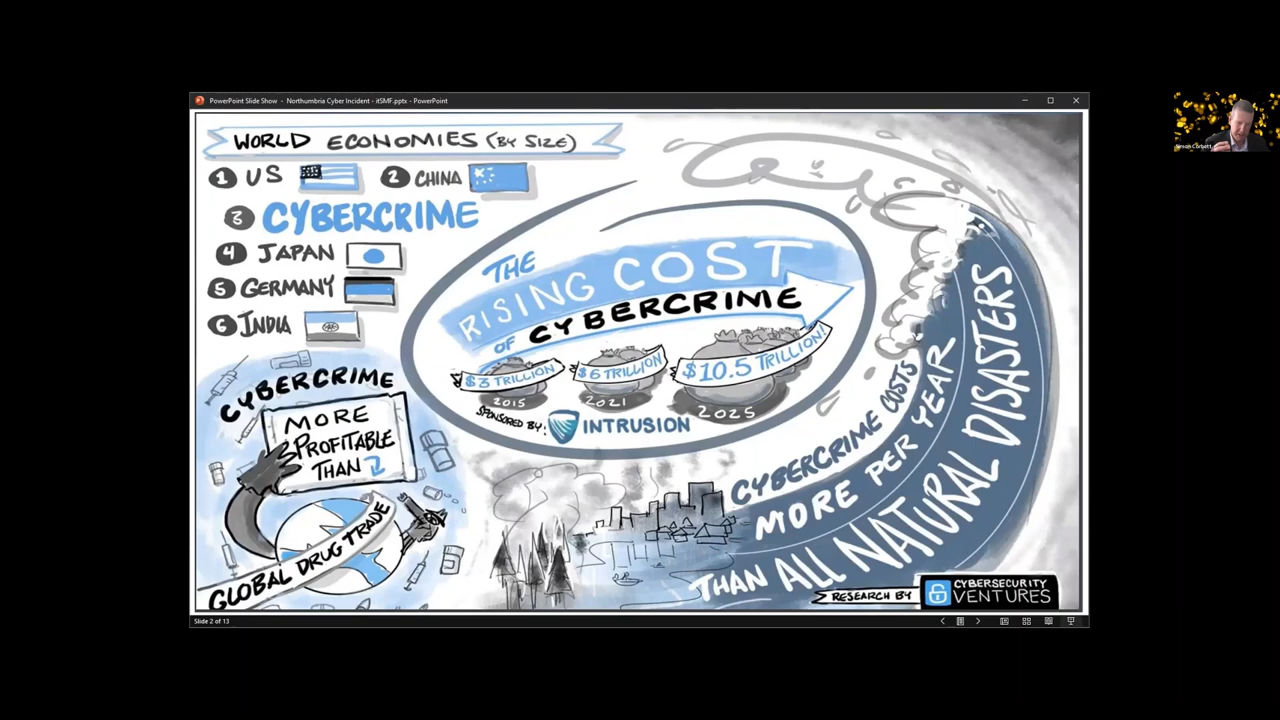 PowerPoint Slide Show - Northumbria Cyber Incident - itSMF.pptx - PowerPoint
WORLD ECONOMIES (BY SIZE)
1 US 2 CHINA
3 CYBERCRIME
4 JAPAN
5 GERMANY
6 INDIA
THE
RISING COST
OF CYBERCRIME
$3 TRILLION
2015
$6 TRILLION
2021
$10.5 TRILLION!
2025
SPONSORED BY:
INTRUSION
CYBERCRIME
MORE
PROFITABLE
THAN
GLOBAL DRUG TRADE
CYBERCRIME COSTS
MORE PER YEAR
THAN ALL NATURAL DISASTERS
RESEARCH BY
CYBERSECURITY
VENTURES
Slide 2 of 13
Simon Corbett